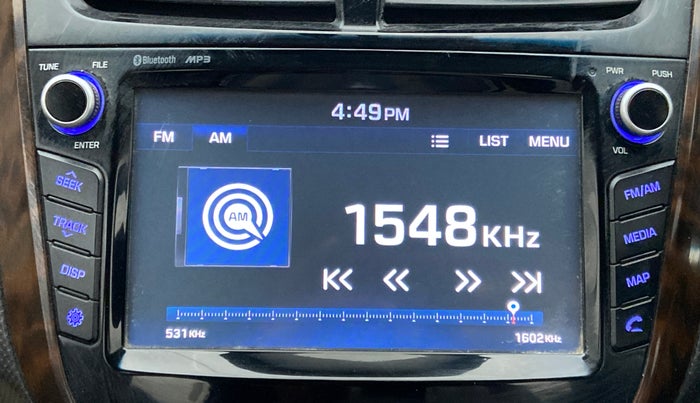 TUNE FILE Bluetooth MP3 PWR PUSH
4:49PM
ENTER VOL
FM AM LIST MENU
SEEK
TRACK
DISP
AM
1548KHz
531KHz 1602KHz
FM/AM
MEDIA
MAP